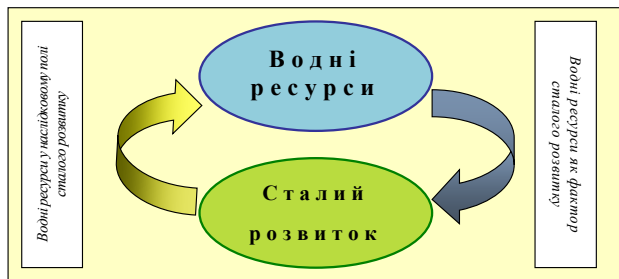 Водні ресурси у наслідковому полі
сталого розвитку
Водні
ресурси
Сталий
розвиток
Водні ресурси як фактор
сталого розвитку